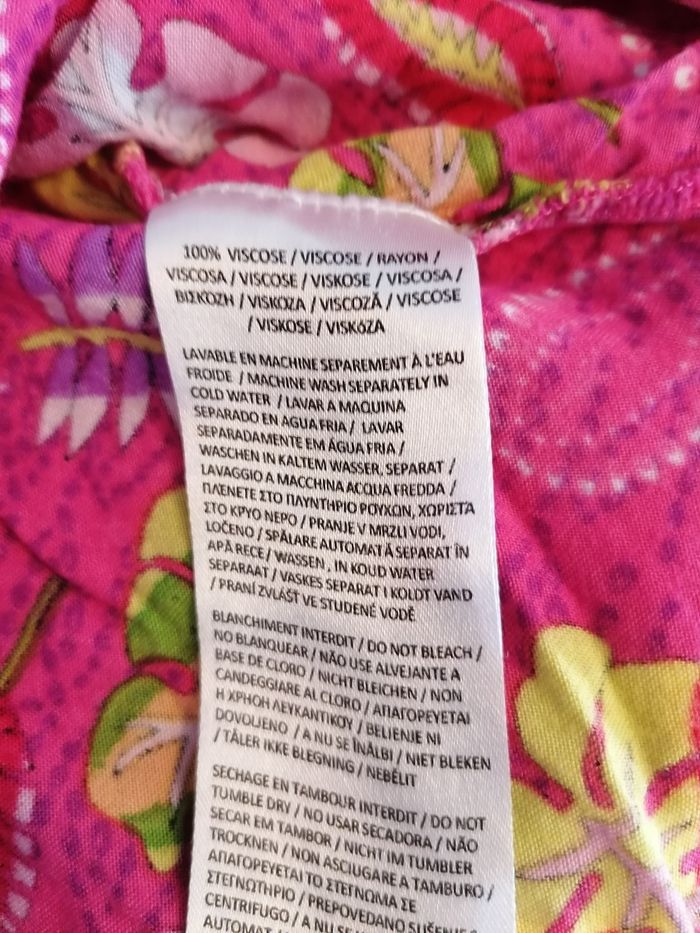 100% VISCOSE / VISCOSE / RAYON /
VISCOSA / VISCOSE / VISKOSE / VISCOSA /
ΒΙΣΚΟΖΗ / VISKOZA / VISCOZĂ / VISCOSE
/ VISKOSE / VISKÓZA
LAVABLE EN MACHINE SEPAREMENT À L'EAU
FROIDE / MACHINE WASH SEPARATELY IN
COLD WATER / LAVAR A MAQUINA
SEPARADO EN AGUA FRIA / LAVAR
SEPARADAMENTE EM ÁGUA FRIA /
WASCHEN IN KALTEM WASSER, SEPARAT /
LAVAGGIO A MACCHINA ACQUA FREDDA /
ΠΛΕΝΕΤΕ ΣΤΟ ΠΛΥΝΤΗΡΙΟ ΡΟΥΧΩΝ, ΧΩΡΙΣΤΑ
ΣΤΟ ΚΡΥΟ ΝΕΡΟ / PRANJE V MRZLI VODI,
LOČENO / SPĂLARE AUTOMATĂ SEPARAT ÎN
APĂ RECE / WASSEN , IN KOUD WATER
SEPARAAT / VASKES SEPARAT I KOLDT VAND
/ PRANÍ ZVLÁŠŤ VE STUDENÉ VODĚ
BLANCHIMENT INTERDIT / DO NOT BLEACH /
NO BLANQUEAR / NÃO USE ALVEJANTE A
BASE DE CLORO / NICHT BLEICHEN / NON
CANDEGGIARE AL CLORO / ΑΠΑΓΟΡΕΥΕΤΑΙ
Η ΧΡΗΟΗ ΛΕΥΚΑΝΤΙΚΟΥ / BELJENJE NI
DOVOLJENO / A NU SE ÎNĂLBI / NIET BLEKEN
/ TÅLER IKKE BLEGNING / NEBĚLIT
SECHAGE EN TAMBOUR INTERDIT / DO NOT
TUMBLE DRY / NO USAR SECADORA / NÃO
SECAR EM TAMBOR / NICHT IM TUMBLER
TROCKNEN / NON ASCIUGARE A TAMBURO /
ΑΠΑΓΟΡΕΥΕΤΑΙ ΤΟ ΣΤΕΓΝΩΜΑ ΣΕ
ΣΤΕΓΝΩΤΗΡΙΟ / PREPOVEDANO SUŠENJE
CENTRIFUGO / A NU SE
AUTOMAT